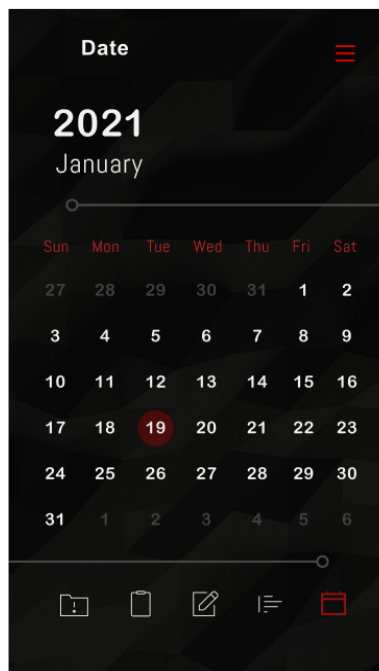 Date
2021
January
Sun Mon Tue Wed Thu Fri Sat
27 28 29 30 31 1 2
3 4 5 6 7 8 9
10 11 12 13 14 15 16
17 18 19 20 21 22 23
24 25 26 27 28 29 30
31 1 2 3 4 5 6